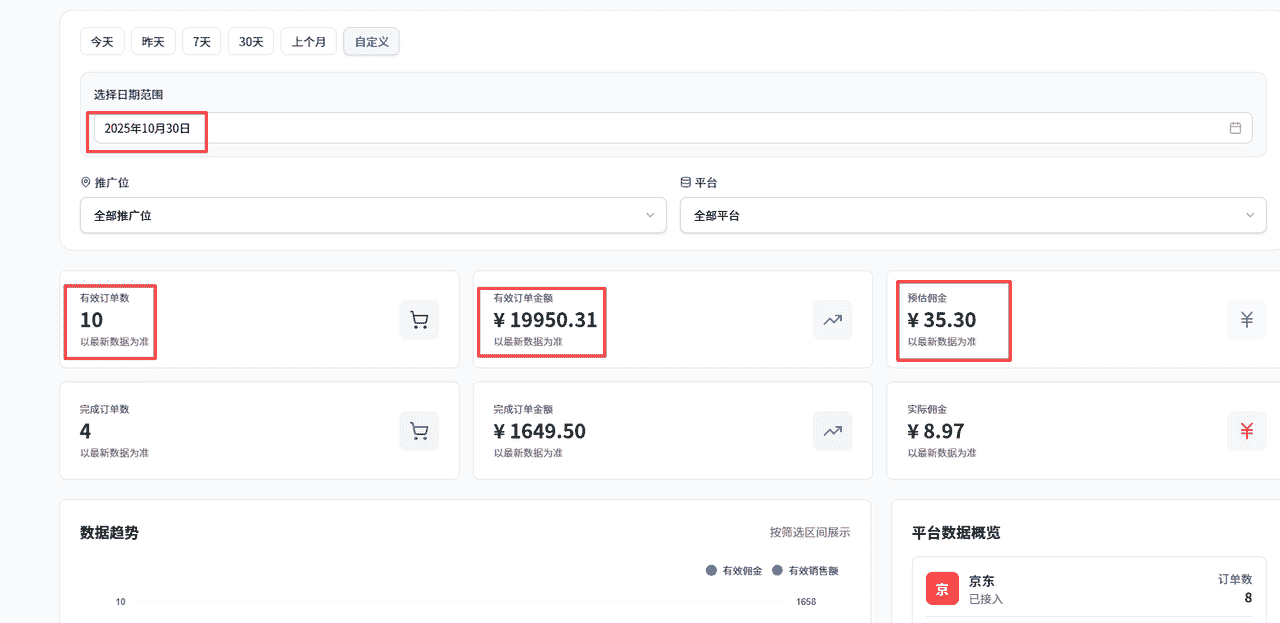 今天 昨天 7天 30天 上个月 自定义
选择日期范围
2025年10月30日
推广位 平台
全部推广位 全部平台
有效订单数 有效订单金额 预估佣金
10 ¥ 19950.31 ¥ 35.30
以最新数据为准 以最新数据为准 以最新数据为准
完成订单数 完成订单金额 实际佣金
4 ¥ 1649.50 ¥ 8.97
以最新数据为准 以最新数据为准 以最新数据为准
数据趋势 按筛选区间展示 平台数据概览
有效佣金 有效销售额
京 京东 订单数
已接入 8
10 1658